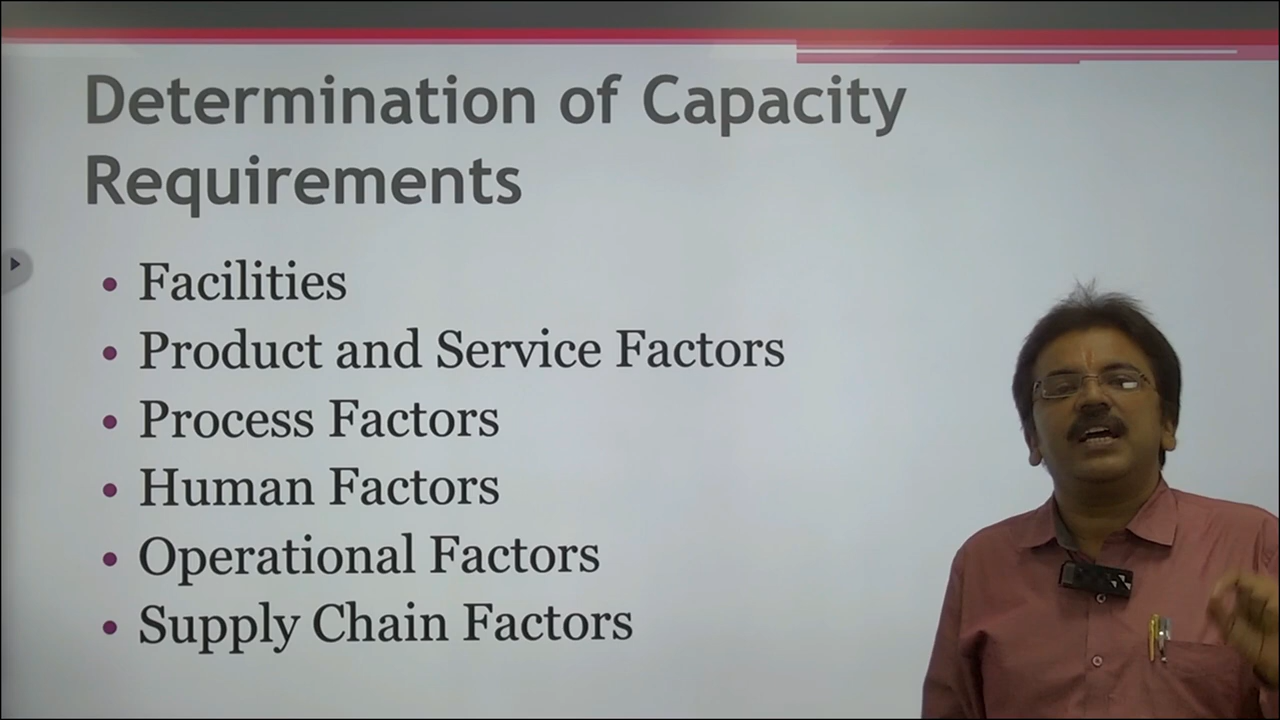 Determination of Capacity
Requirements
• Facilities
• Product and Service Factors
• Process Factors
• Human Factors
• Operational Factors
• Supply Chain Factors